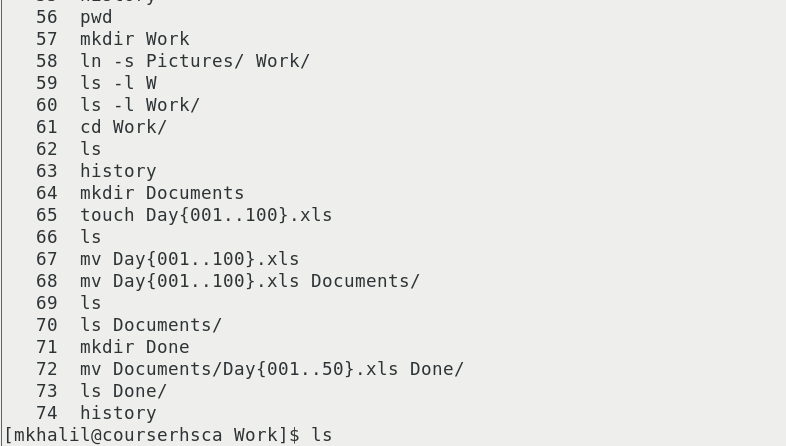 56 pwd
57 mkdir Work
58 ln -s Pictures/ Work/
59 ls -l W
60 ls -l Work/
61 cd Work/
62 ls
63 history
64 mkdir Documents
65 touch Day{001..100}.xls
66 ls
67 mv Day{001..100}.xls
68 mv Day{001..100}.xls Documents/
69 ls
70 ls Documents/
71 mkdir Done
72 mv Documents/Day{001..50}.xls Done/
73 ls Done/
74 history
[mkhalil@courserhsca Work]$ ls